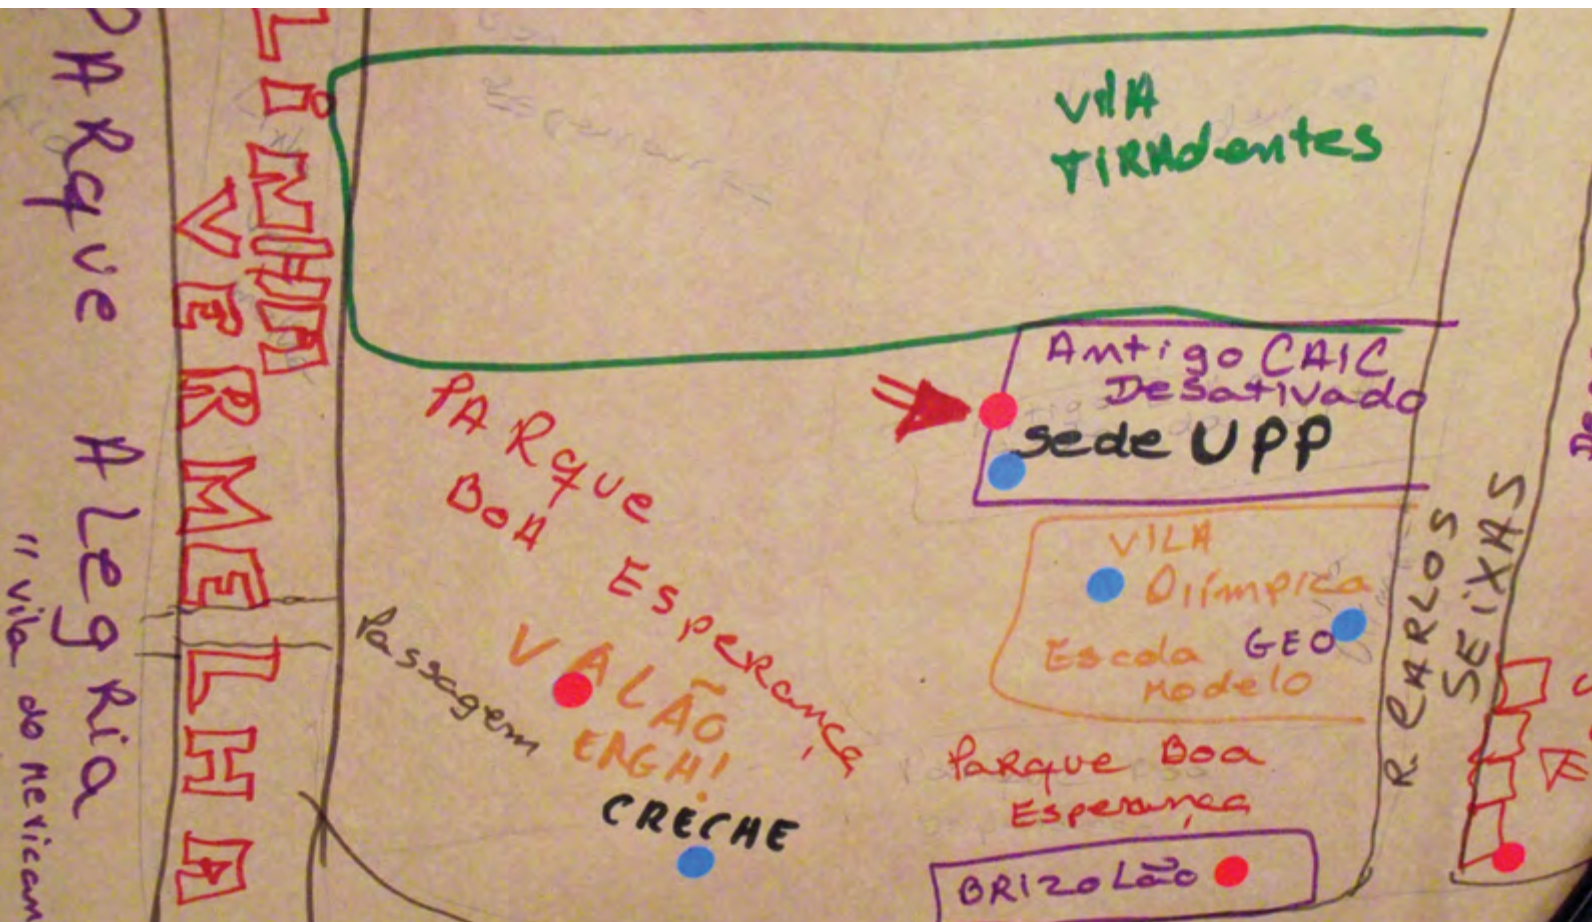 PARque ALegRia
"Vila do Mexican
LiNHA
VERMELHA
VilA
TIRAdentes
Antigo CAIC
Desativado
sede UPP
PARque
BoA Esperança
VILA
Olímpica
Escola GEO
Modelo
VALÃO
ERGH!
Passagem
CRECHE
Parque Boa
Esperança
BRIZOLão
R. CARLOS
SEiXAS